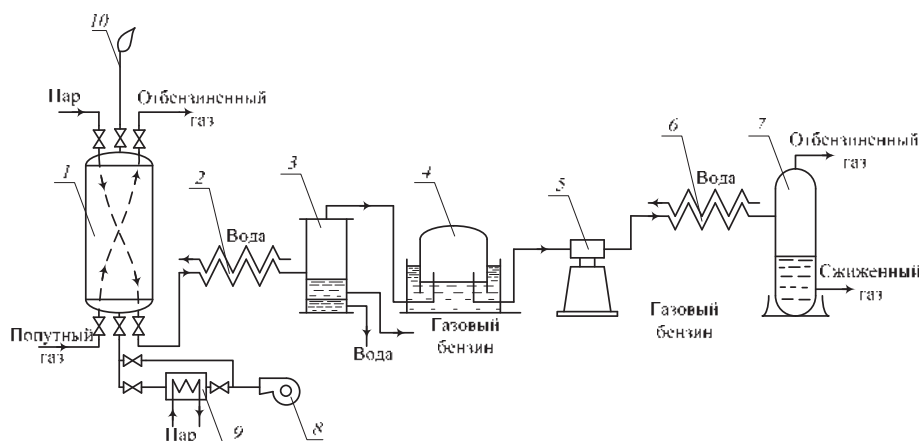 10
Пар
Отбензиненный
газ
1
2
Вода
3
4
5
6
Вода
7
Отбензиненный
газ
Сжиженный
газ
Попутный
газ
Вода
Газовый
бензин
Газовый
бензин
Пар
9
8